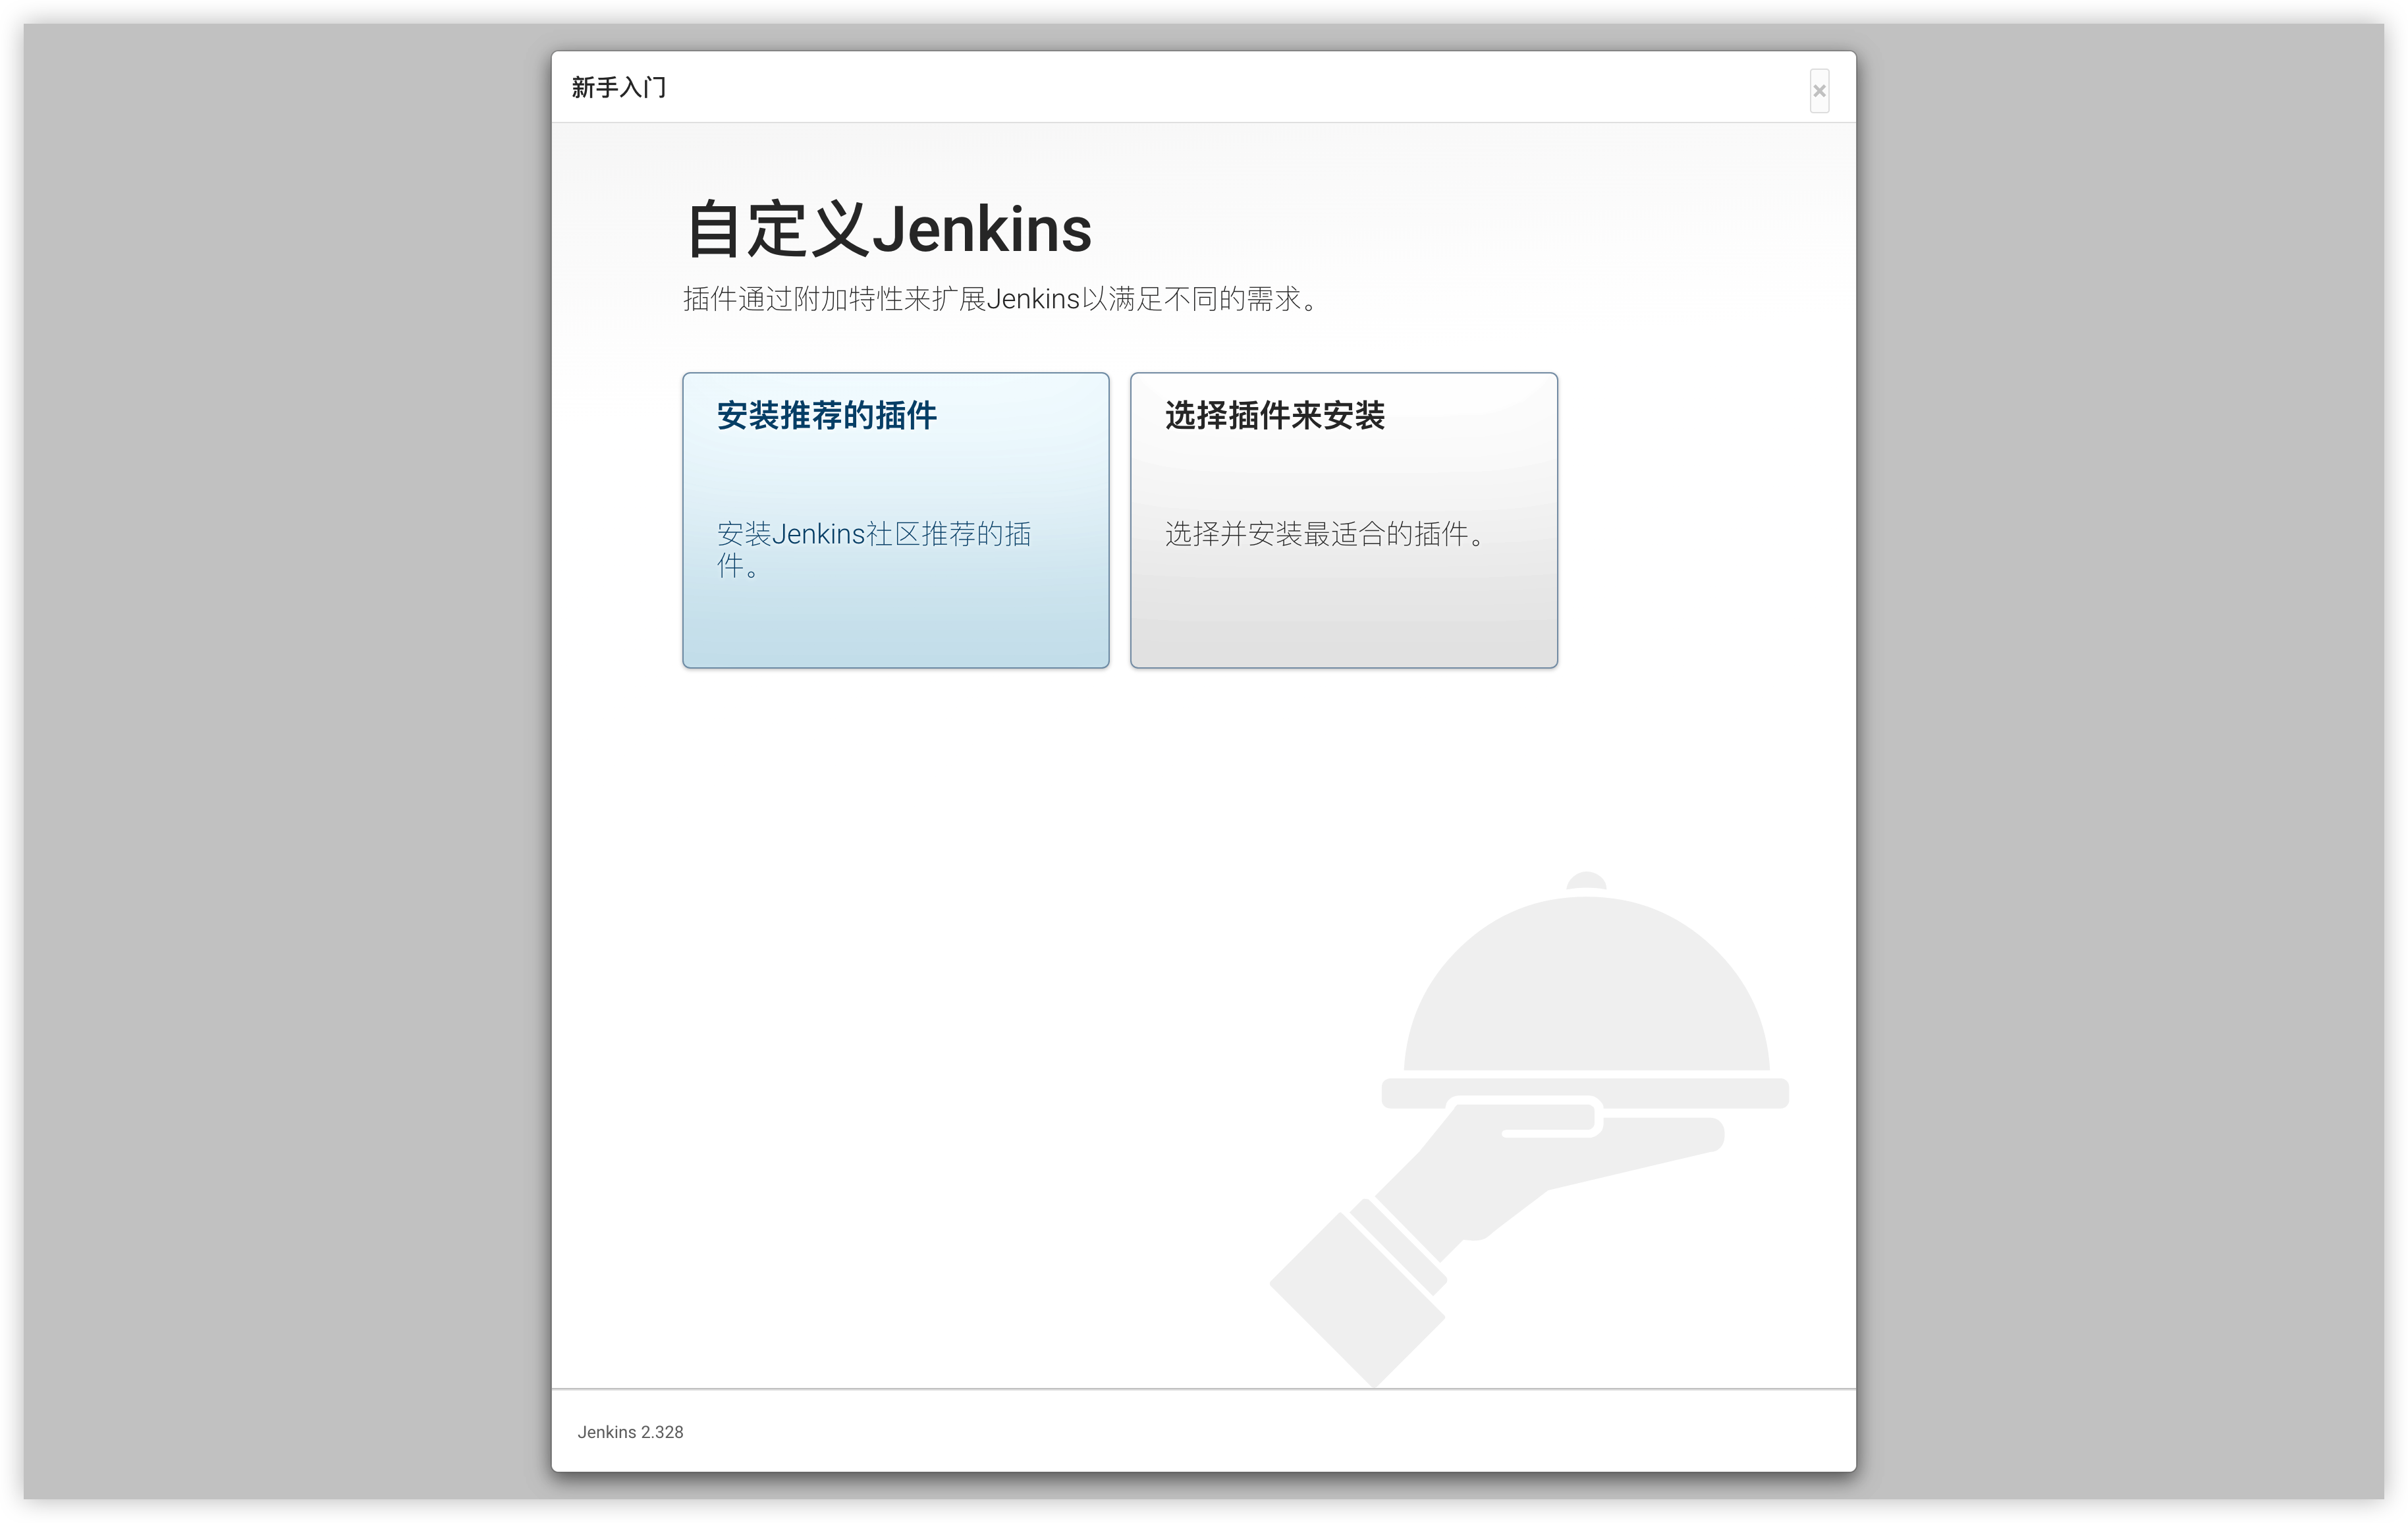 新手入门
×
自定义Jenkins
插件通过附加特性来扩展Jenkins以满足不同的需求。
安装推荐的插件
安装Jenkins社区推荐的插
件。
选择插件来安装
选择并安装最适合的插件。
Jenkins 2.328